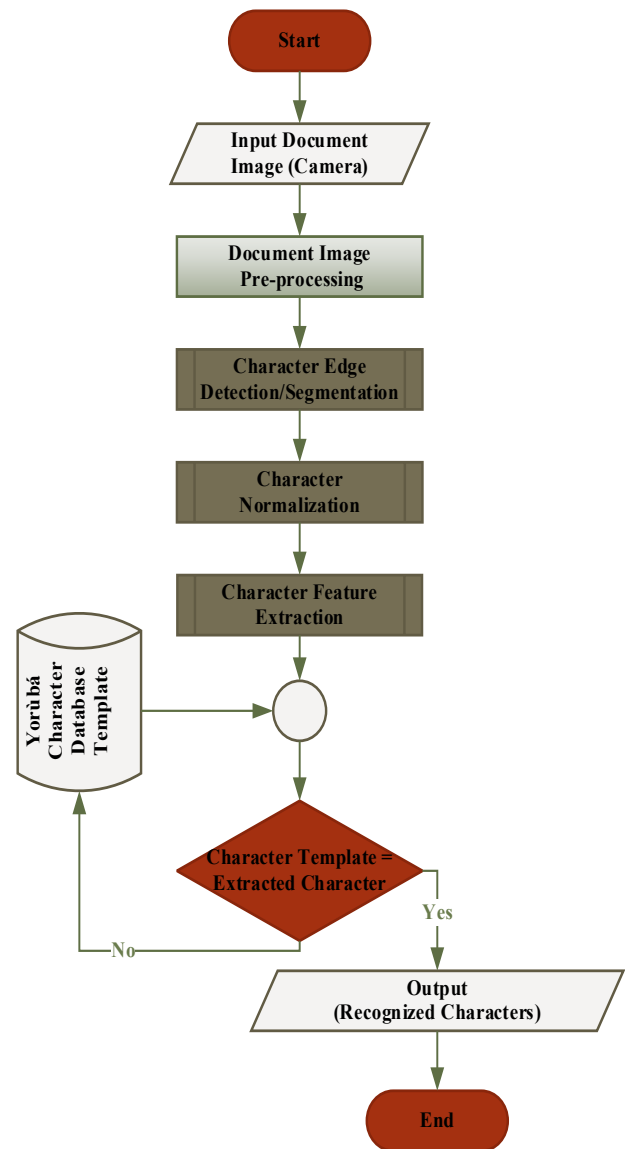 Start
Input Document
Image (Camera)
Document Image
Pre-processing
Character Edge
Detection/Segmentation
Character
Normalization
Character Feature
Extraction
Yorùbá
Character
Database
Template
Character Template =
Extracted Character
Yes
No
Output
(Recognized Characters)
End